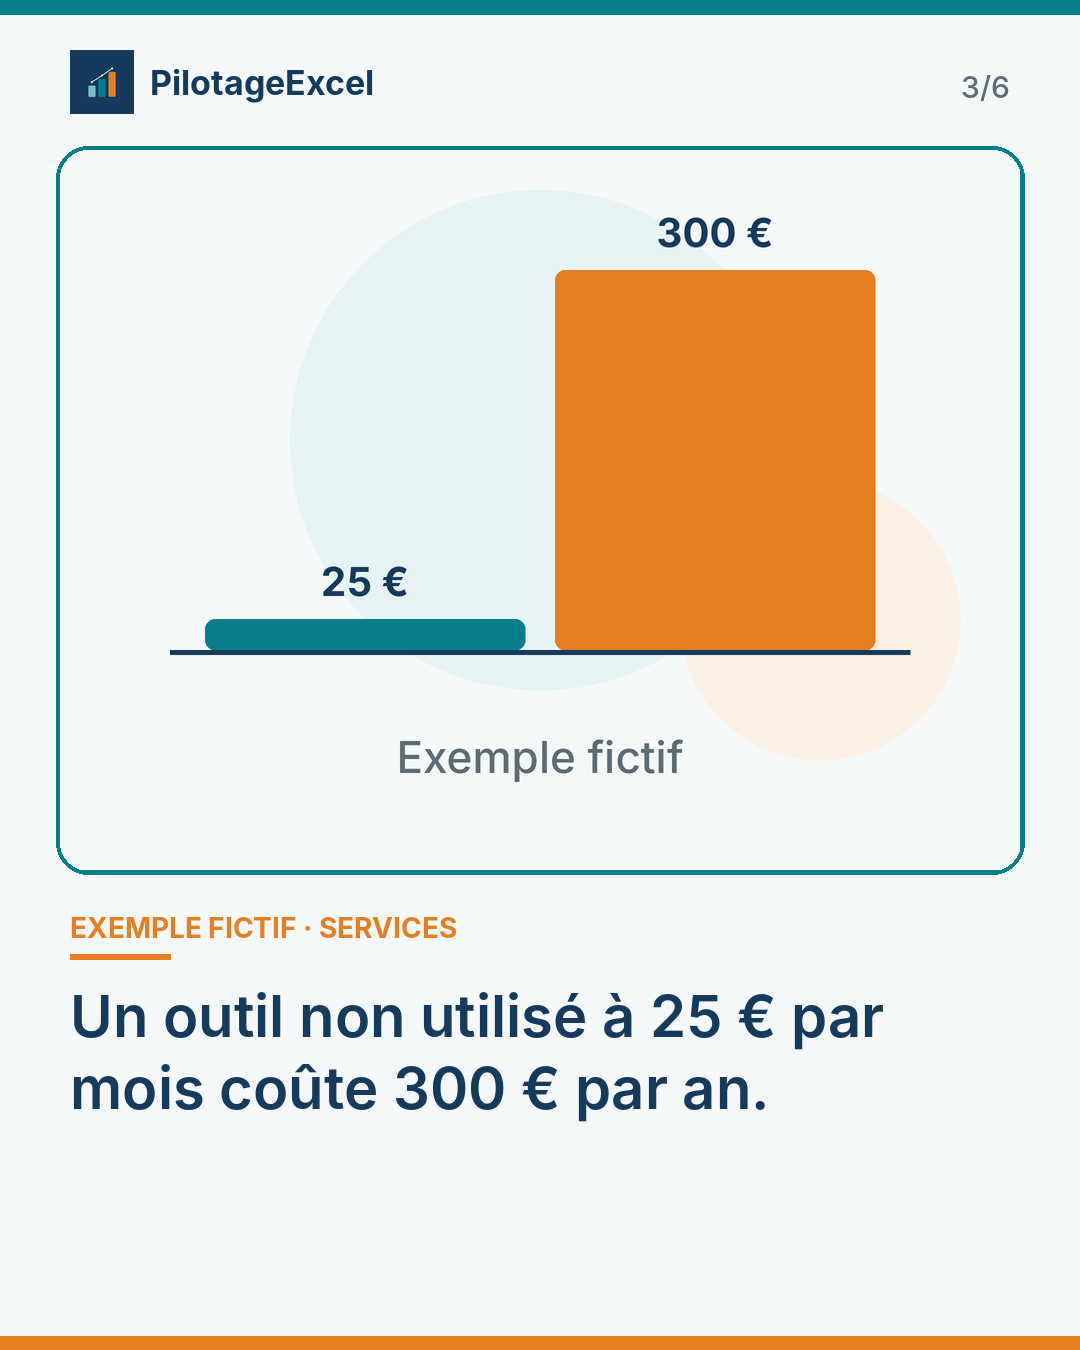 PilotageExcel
3/6
300 €
25 €
Exemple fictif
EXEMPLE FICTIF · SERVICES
Un outil non utilisé à 25 € par
mois coûte 300 € par an.